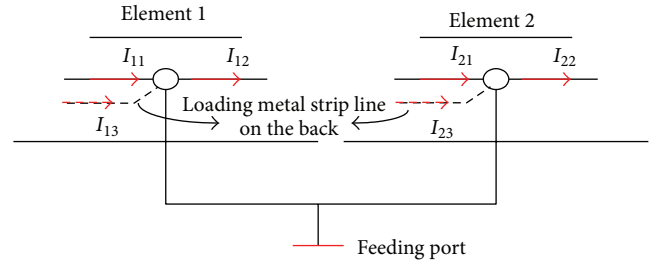 Element 1
Element 2
I11
I12
I21
I22
Loading metal strip line
on the back
I13
I23
Feeding port